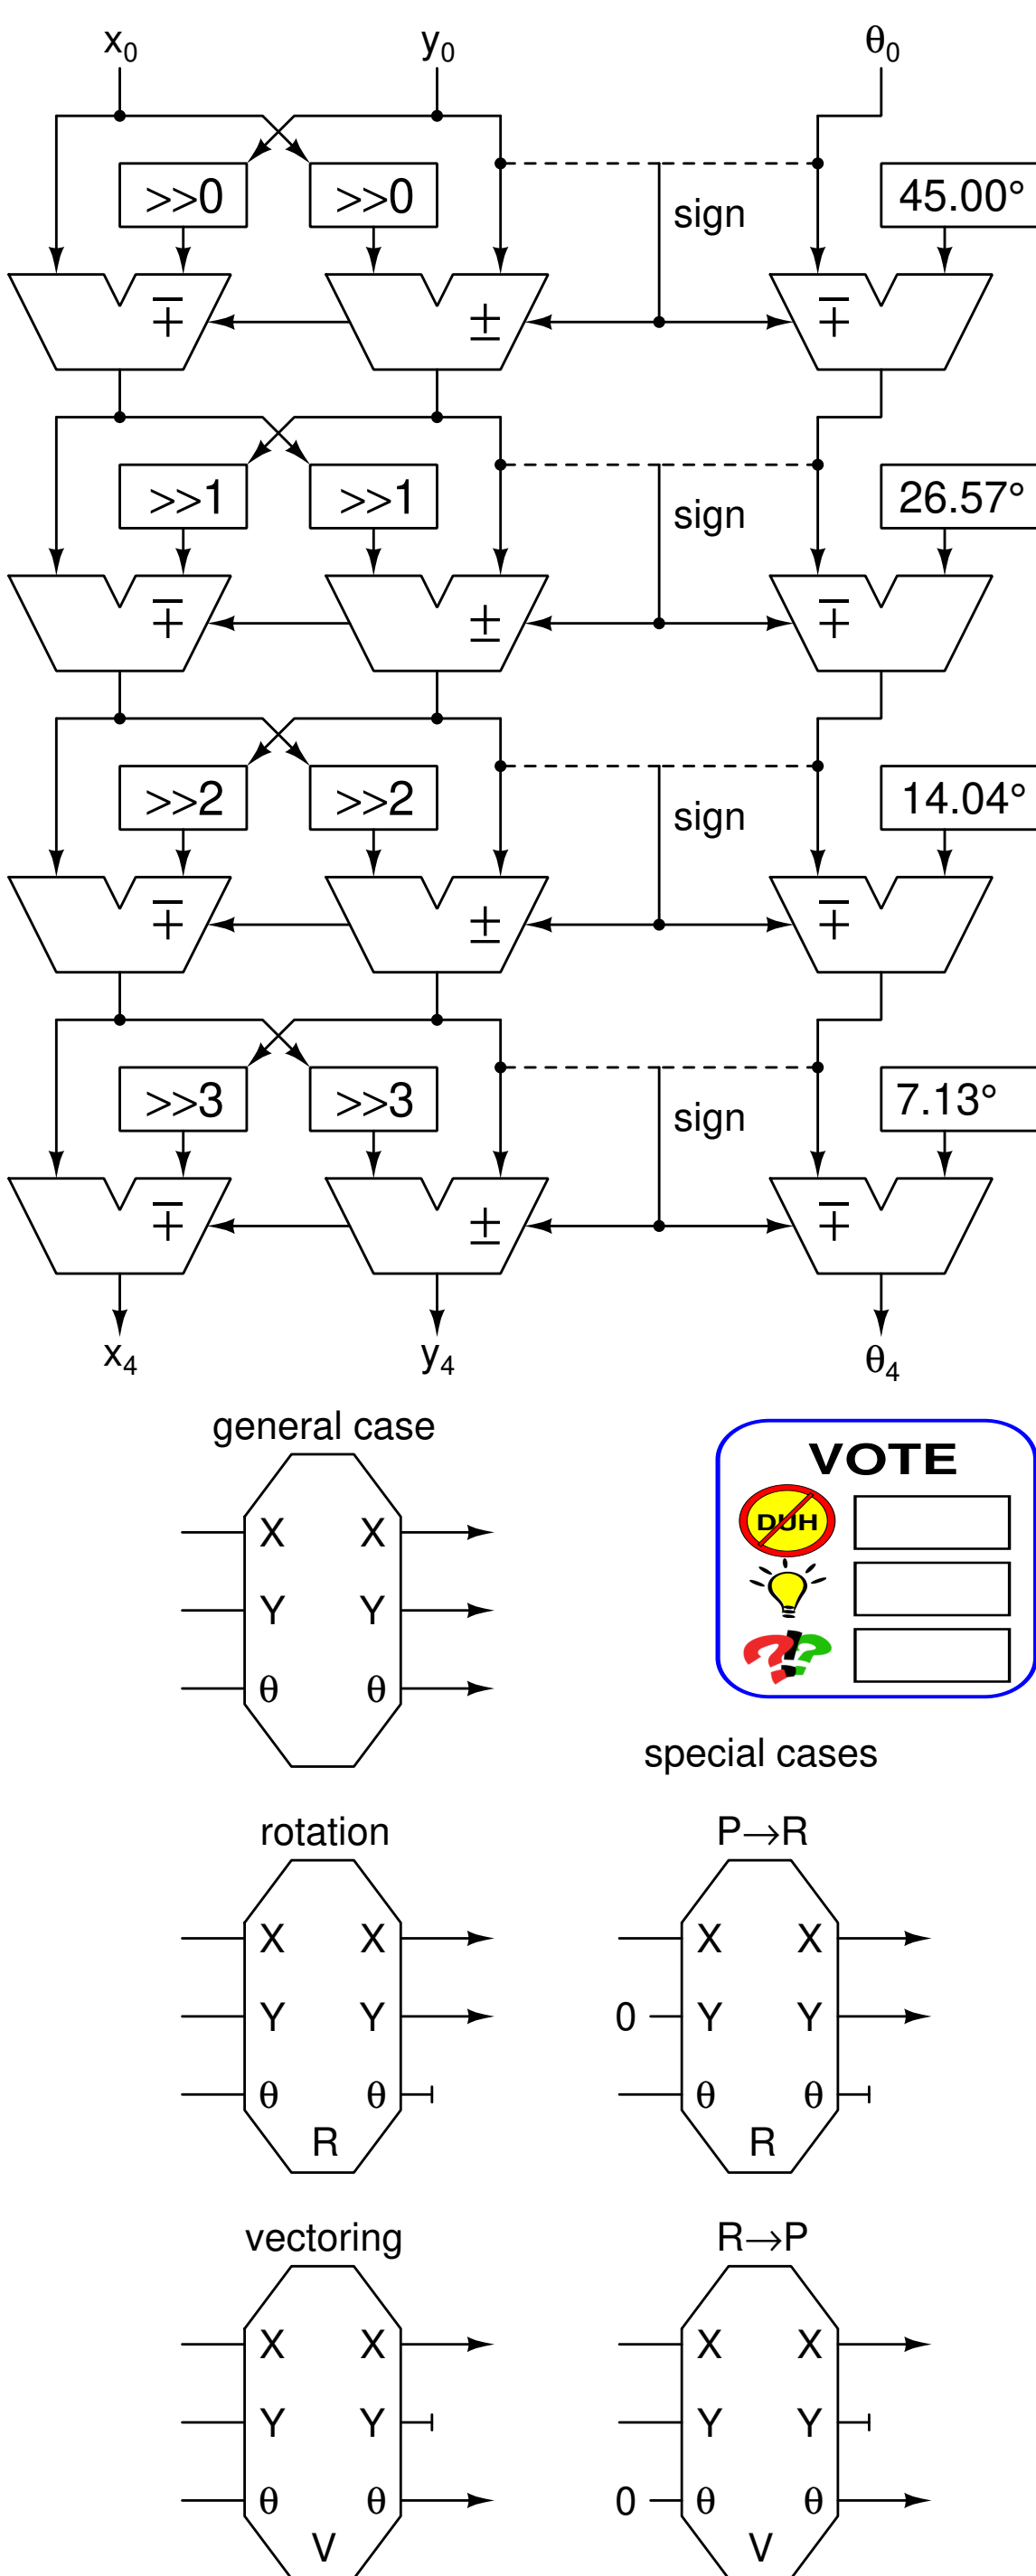 x₀ y₀ θ₀
>>0 >>0 sign 45.00°
∓ ± ∓
>>1 >>1 sign 26.57°
∓ ± ∓
>>2 >>2 sign 14.04°
∓ ± ∓
>>3 >>3 sign 7.13°
∓ ± ∓
x₄ y₄ θ₄
general case
X X
Y Y
θ θ
VOTE
DUH
??
special cases
rotation P→R
X X X X
Y Y 0 Y Y
θ θ θ θ
R R
vectoring R→P
X X X X
Y Y Y Y
θ θ 0 θ θ
V V